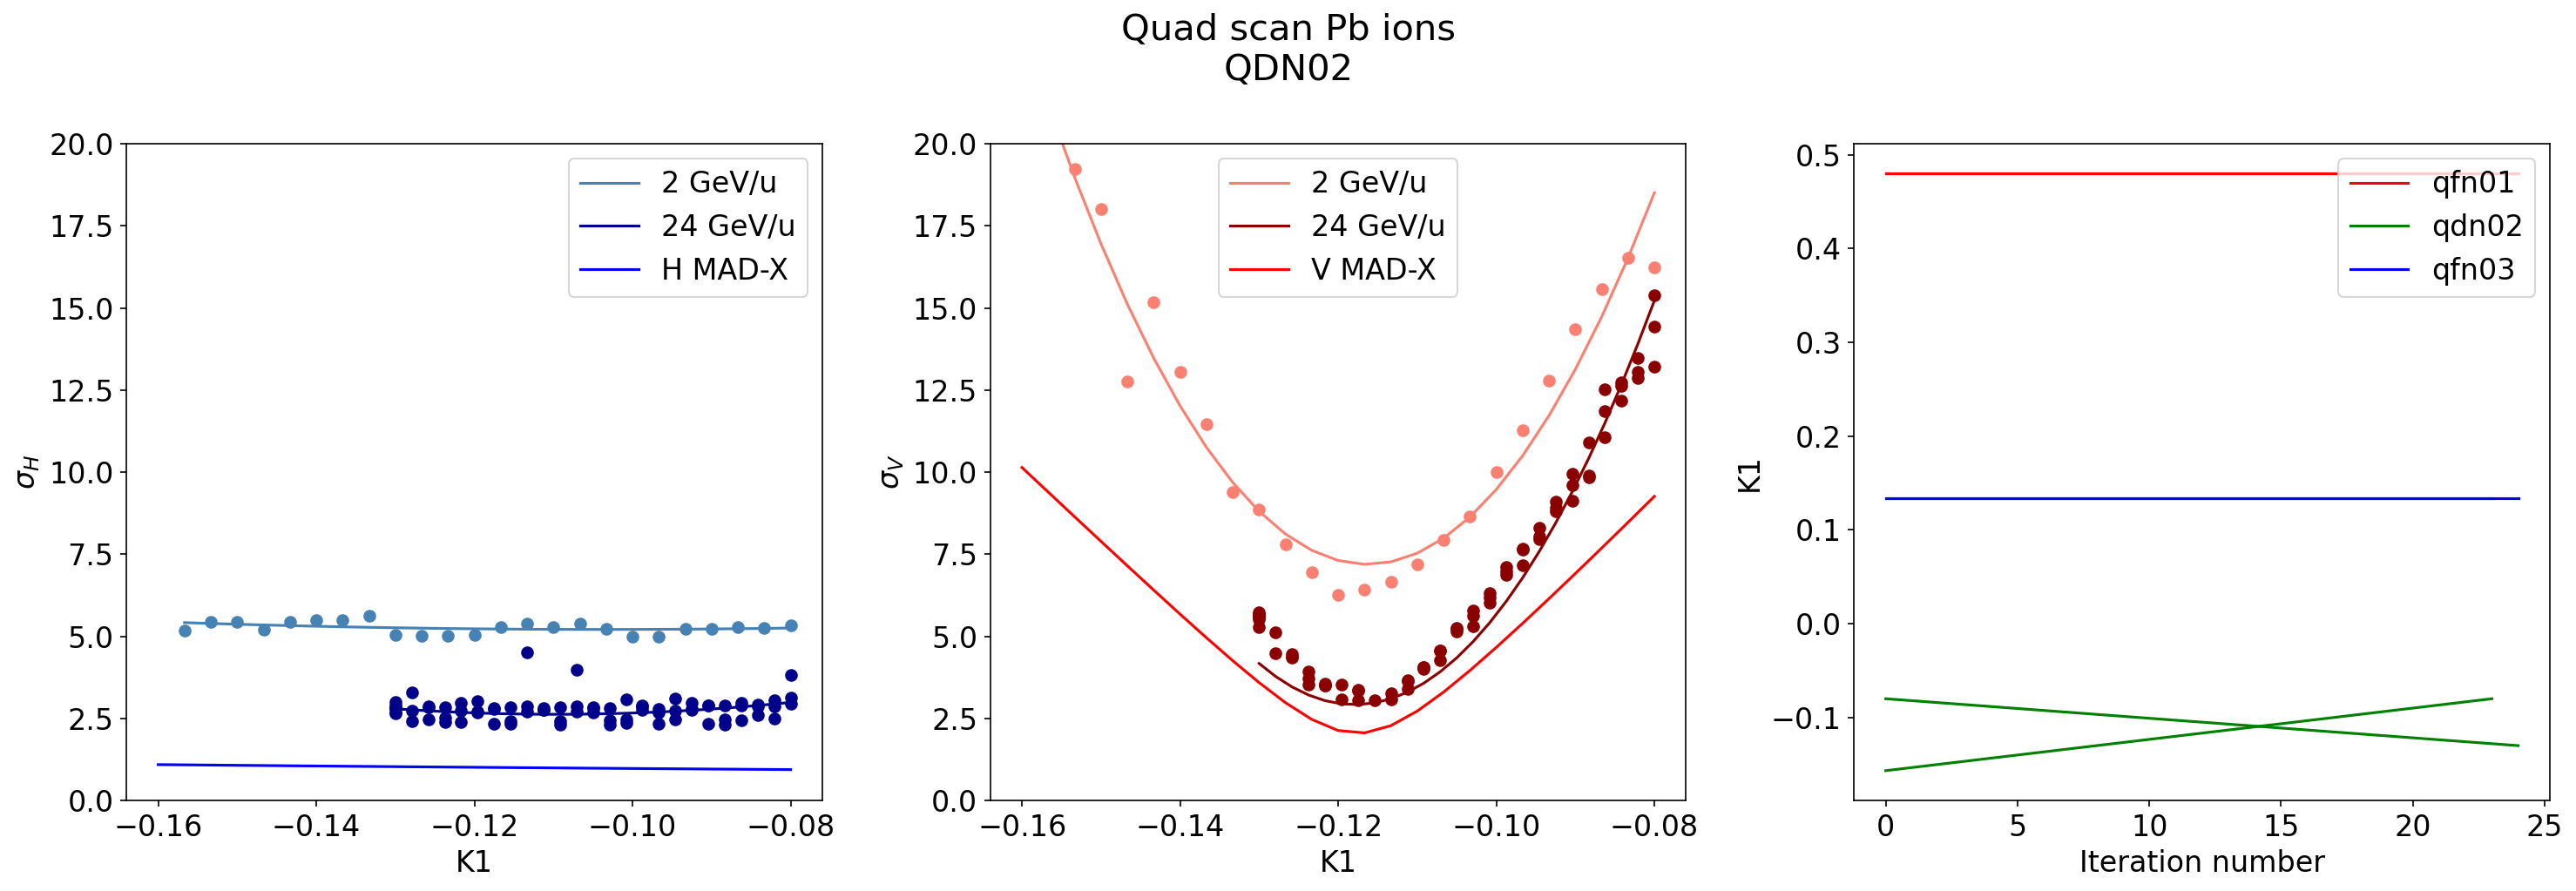 Quad scan Pb ions
QDN02
20.0
17.5
15.0
12.5
10.0
7.5
5.0
2.5
0.0
σH
2 GeV/u
24 GeV/u
H MAD-X
−0.16 −0.14 −0.12 −0.10 −0.08
K1
20.0
17.5
15.0
12.5
10.0
7.5
5.0
2.5
0.0
σV
2 GeV/u
24 GeV/u
V MAD-X
−0.16 −0.14 −0.12 −0.10 −0.08
K1
0.5
0.4
0.3
0.2
0.1
0.0
−0.1
K1
qfn01
qdn02
qfn03
0 5 10 15 20 25
Iteration number